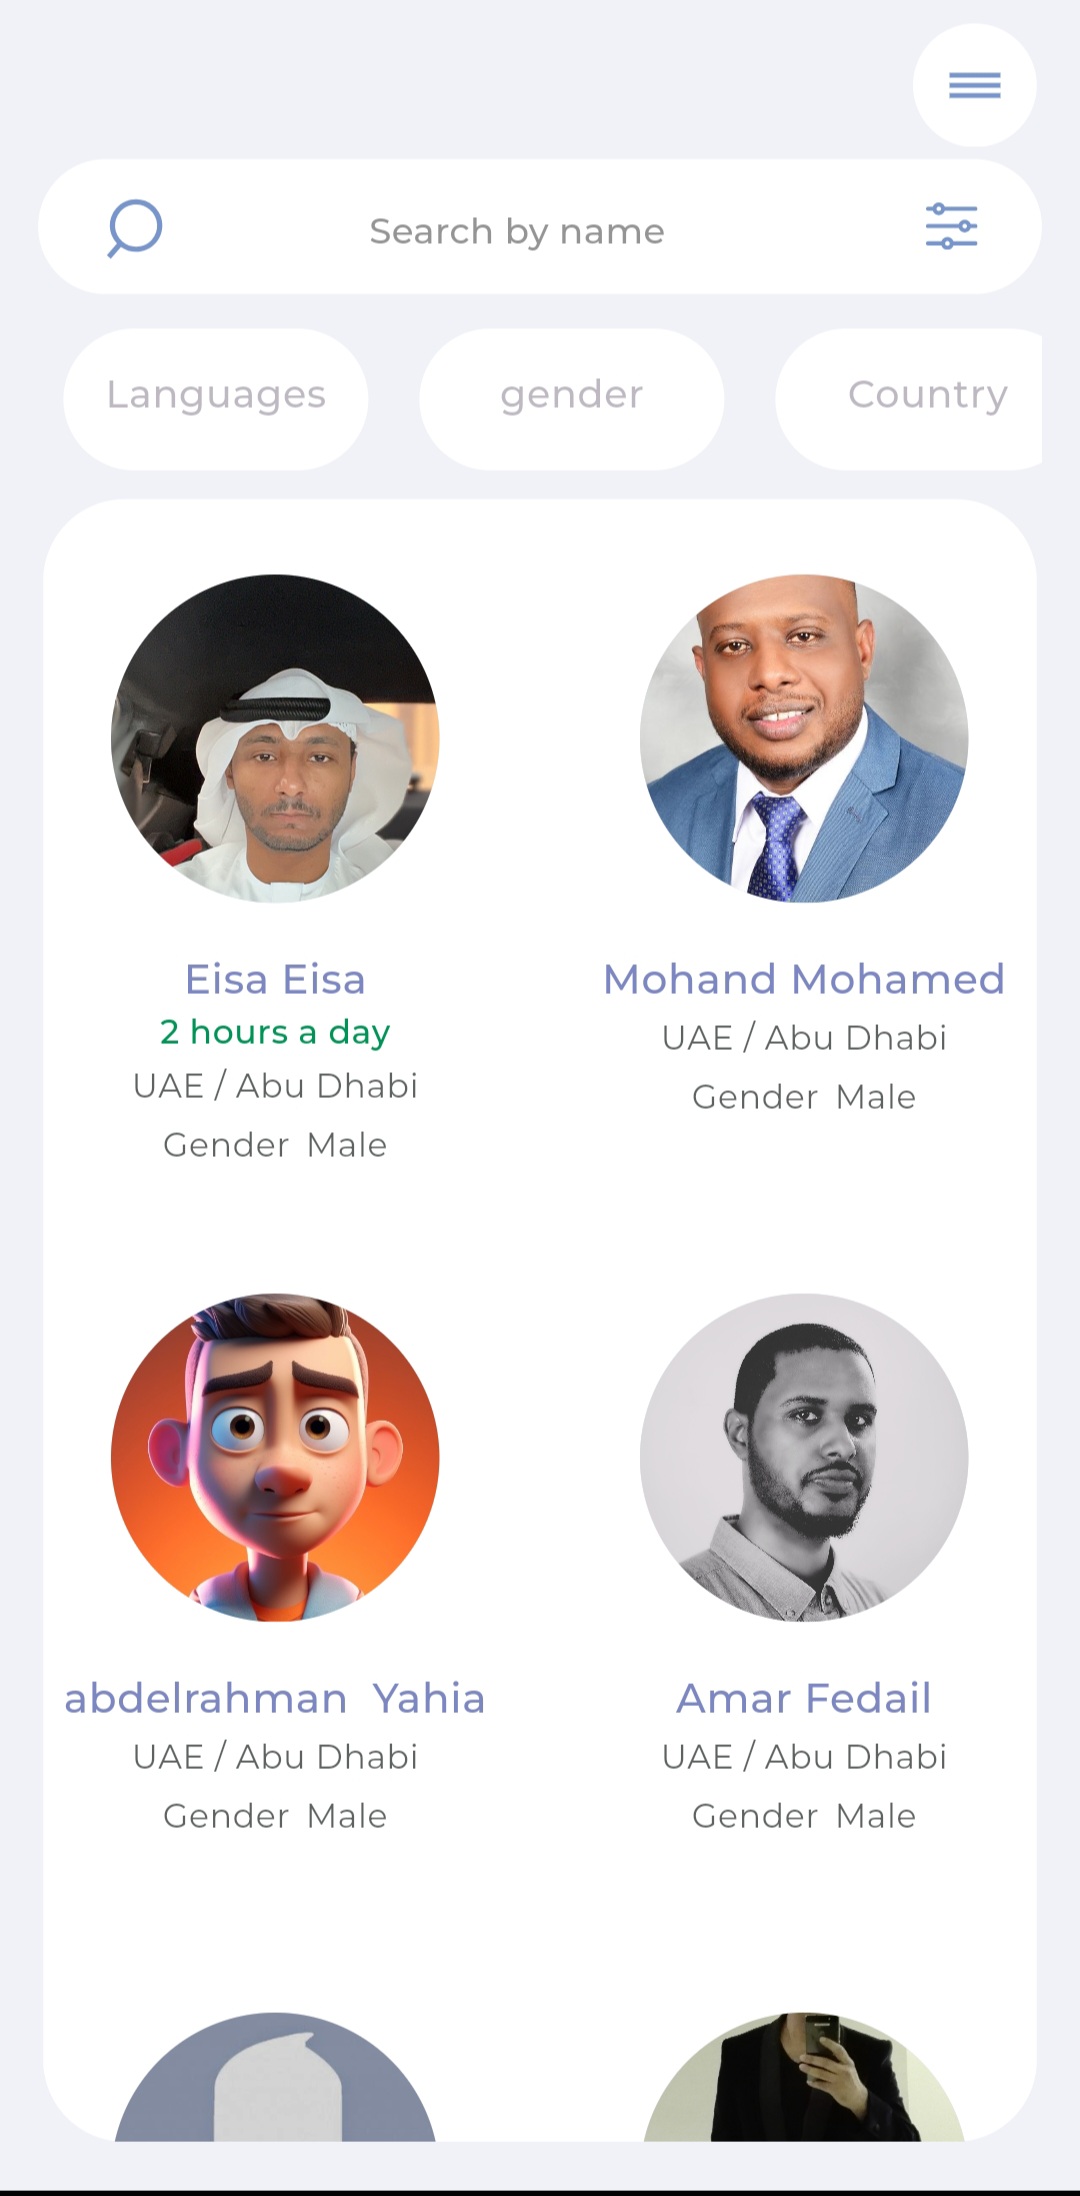 Search by name
Languages
gender
Country
Eisa Eisa
2 hours a day
UAE / Abu Dhabi
Gender Male
Mohand Mohamed
UAE / Abu Dhabi
Gender Male
abdelrahman Yahia
UAE / Abu Dhabi
Gender Male
Amar Fedail
UAE / Abu Dhabi
Gender Male